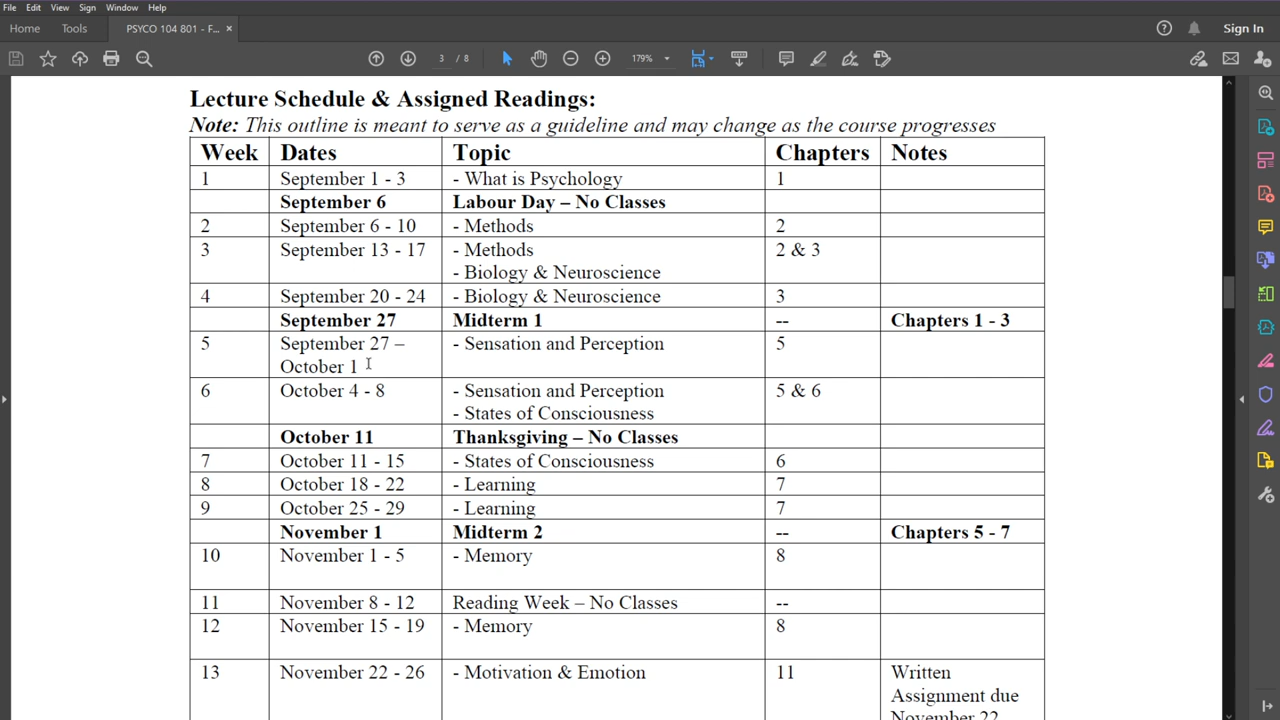 File Edit View Sign Window Help
Home Tools PSYCO 104 801 - F... × Sign In
3 / 8 179%
Lecture Schedule & Assigned Readings:
Note: This outline is meant to serve as a guideline and may change as the course progresses
Week Dates Topic Chapters Notes
1 September 1 - 3 - What is Psychology 1
September 6 Labour Day – No Classes
2 September 6 - 10 - Methods 2
3 September 13 - 17 - Methods 2 & 3
- Biology & Neuroscience
4 September 20 - 24 - Biology & Neuroscience 3
September 27 Midterm 1 -- Chapters 1 - 3
5 September 27 – - Sensation and Perception 5
October 1
6 October 4 - 8 - Sensation and Perception 5 & 6
- States of Consciousness
October 11 Thanksgiving – No Classes
7 October 11 - 15 - States of Consciousness 6
8 October 18 - 22 - Learning 7
9 October 25 - 29 - Learning 7
November 1 Midterm 2 -- Chapters 5 - 7
10 November 1 - 5 - Memory 8
11 November 8 - 12 Reading Week – No Classes --
12 November 15 - 19 - Memory 8
13 November 22 - 26 - Motivation & Emotion 11 Written
Assignment due
November 22